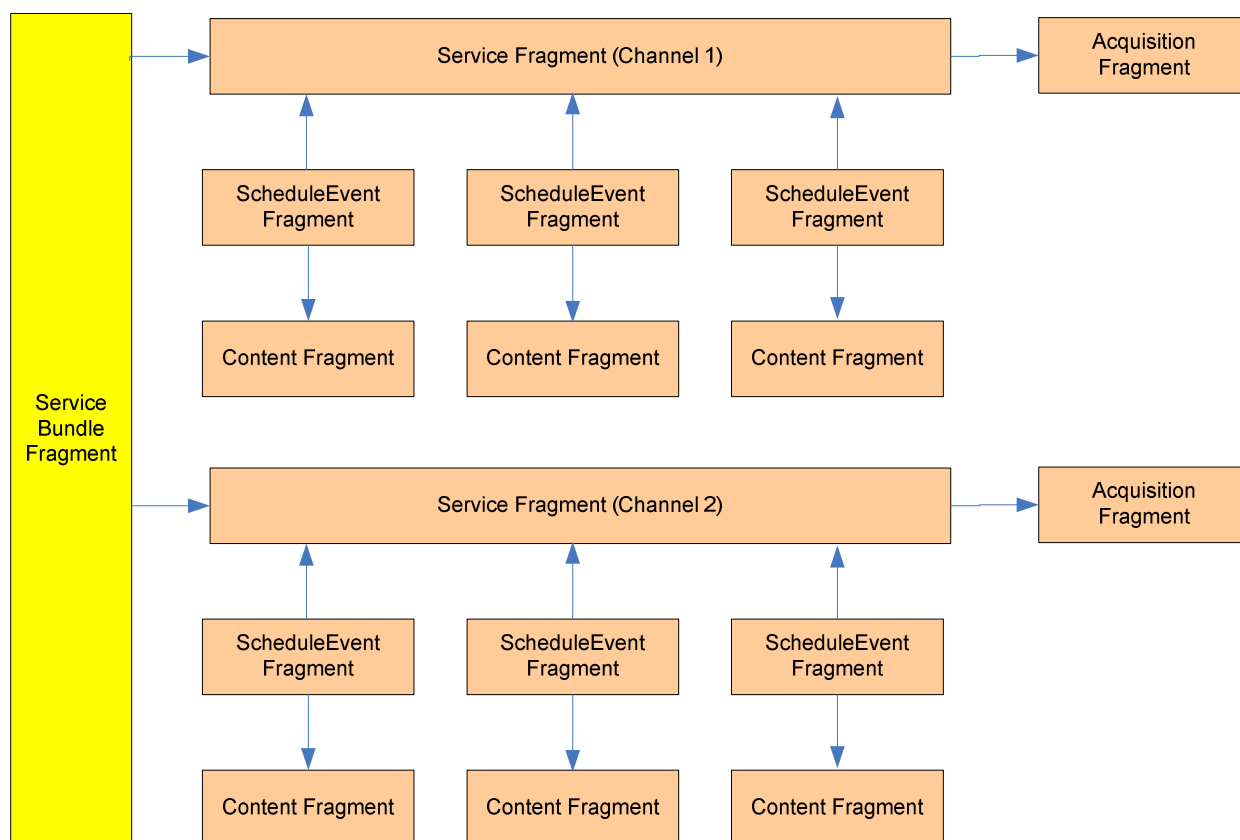 Service Fragment (Channel 1)
Acquisition
Fragment
ScheduleEvent
Fragment
ScheduleEvent
Fragment
ScheduleEvent
Fragment
Content Fragment
Content Fragment
Content Fragment
Service
Bundle
Fragment
Service Fragment (Channel 2)
Acquisition
Fragment
ScheduleEvent
Fragment
ScheduleEvent
Fragment
ScheduleEvent
Fragment
Content Fragment
Content Fragment
Content Fragment